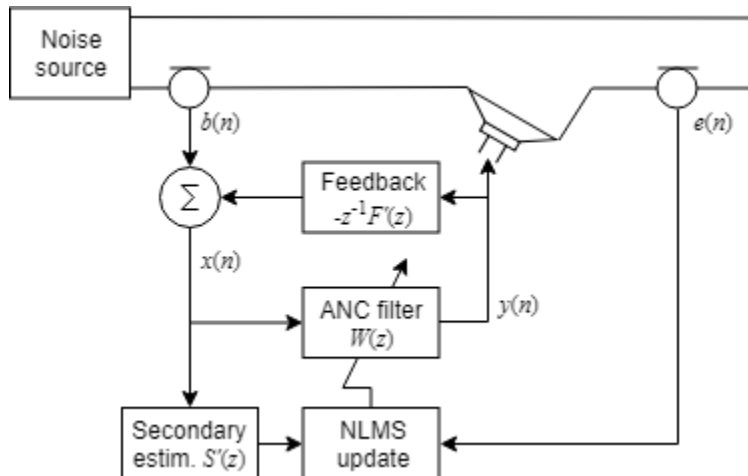 Noise
source
b(n)
e(n)
Σ
Feedback
-z⁻¹F'(z)
x(n)
ANC filter
W(z)
y(n)
Secondary
estim. S'(z)
NLMS
update